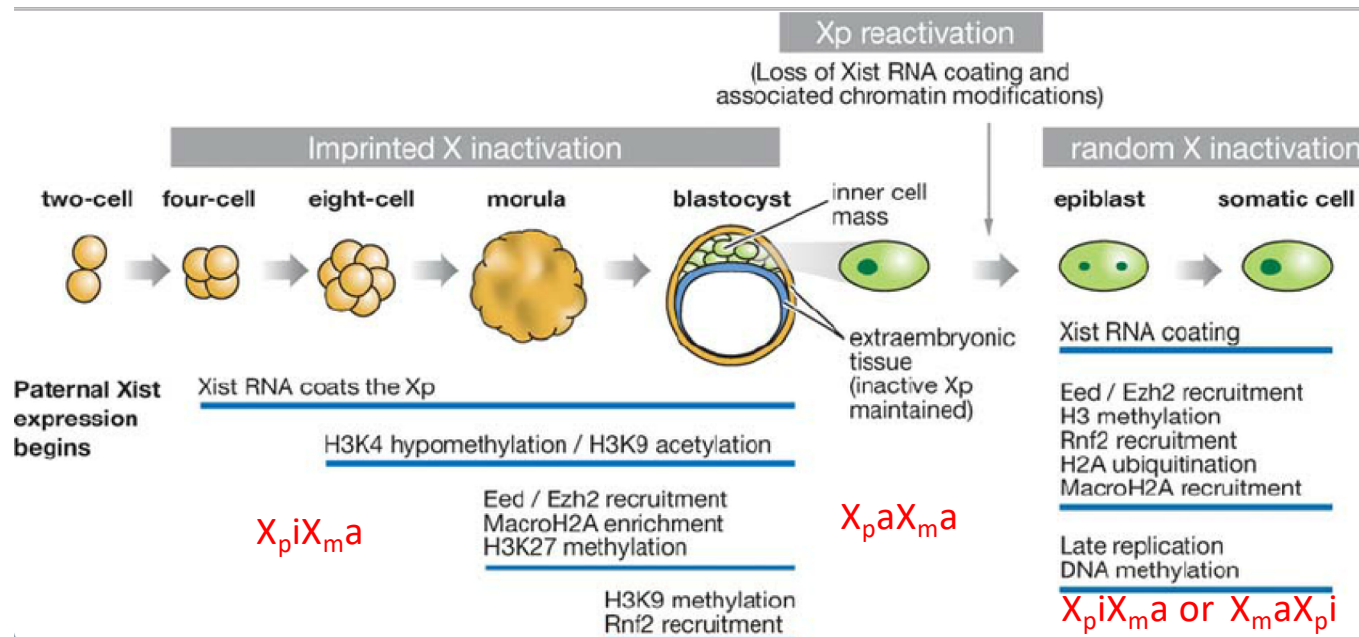 Xp reactivation
(Loss of Xist RNA coating and
associated chromatin modifications)
Imprinted X inactivation
random X inactivation
two-cell
four-cell
eight-cell
morula
blastocyst
inner cell
mass
epiblast
somatic cell
extraembryonic
tissue
(inactive Xp
maintained)
Paternal Xist
expression
begins
Xist RNA coats the Xp
H3K4 hypomethylation / H3K9 acetylation
Eed / Ezh2 recruitment
MacroH2A enrichment
H3K27 methylation
H3K9 methylation
Rnf2 recruitment
XpiXma
XpaXma
Xist RNA coating
Eed / Ezh2 recruitment
H3 methylation
Rnf2 recruitment
H2A ubiquitination
MacroH2A recruitment
Late replication
DNA methylation
XpiXma or XmaXpi